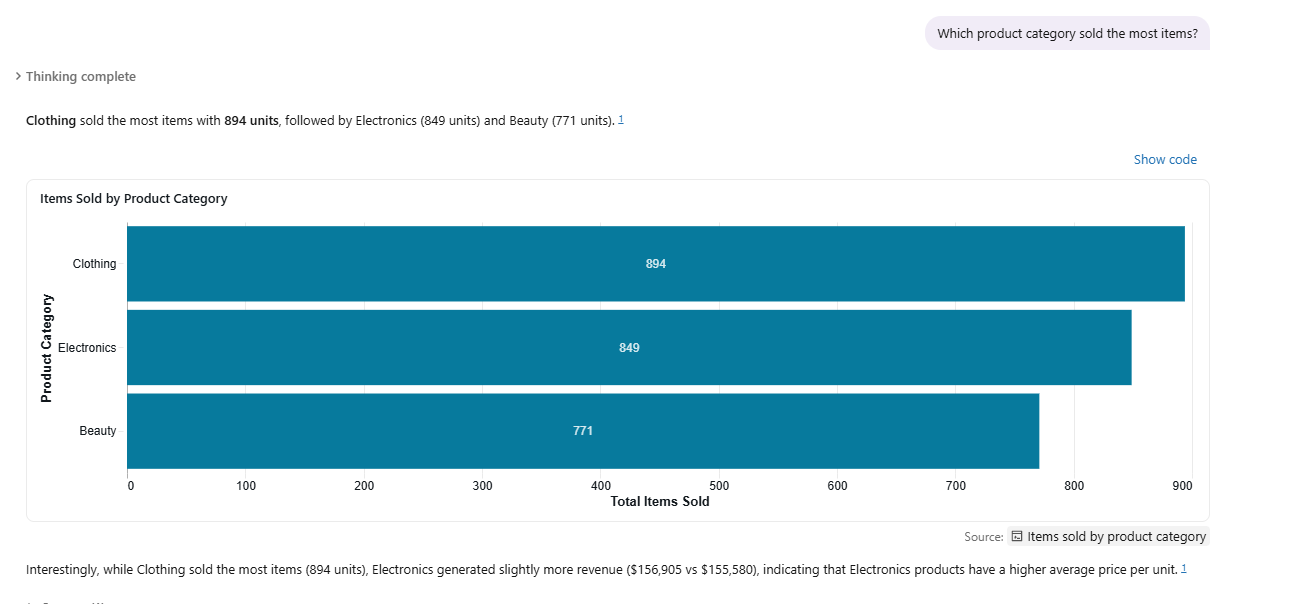 Which product category sold the most items?
Thinking complete
Clothing sold the most items with 894 units, followed by Electronics (849 units) and Beauty (771 units). 1
Show code
Items Sold by Product Category
Product Category
Clothing
894
Electronics
849
Beauty
771
0 100 200 300 400 500 600 700 800 900
Total Items Sold
Source: Items sold by product category
Interestingly, while Clothing sold the most items (894 units), Electronics generated slightly more revenue ($156,905 vs $155,580), indicating that Electronics products have a higher average price per unit. 1